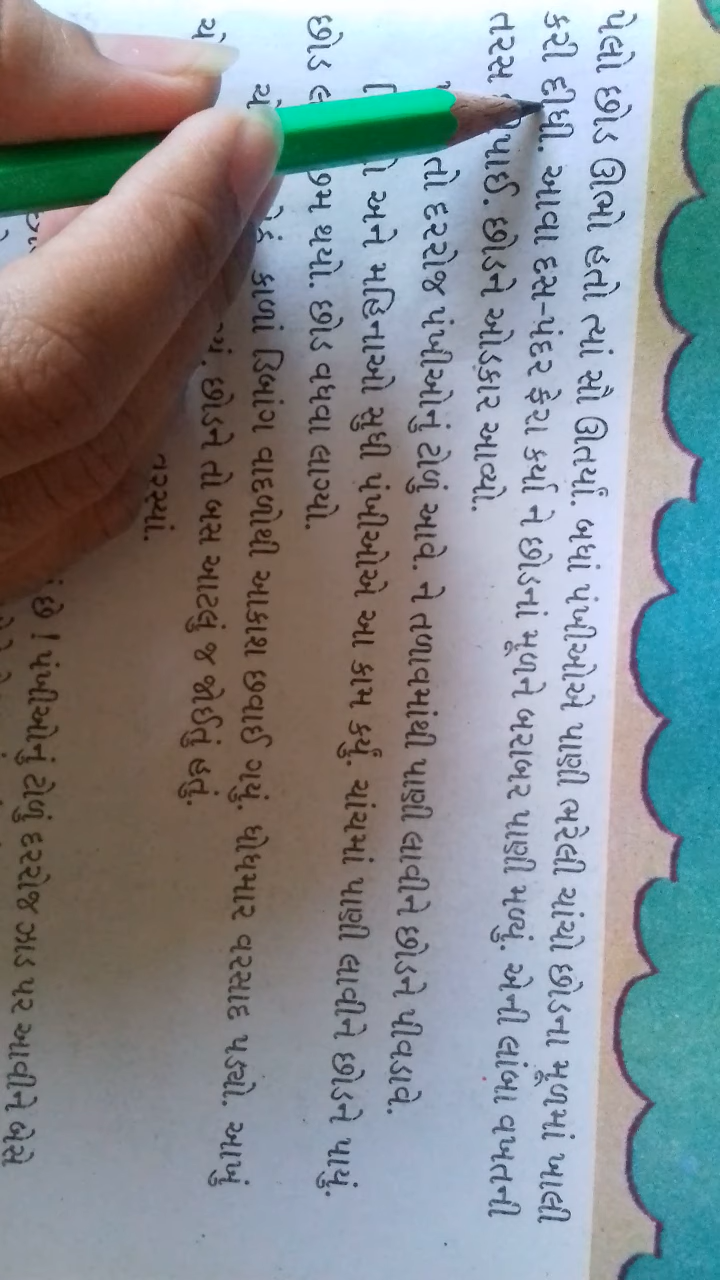 પેલો છોડ ઊભો હતો ત્યાં સૌ ઊતર્યાં. બધાં પંખીઓએ પાણી ભરેલી ચાંચો છોડના મૂળમાં ખાલી
કરી દીધી. આવા દસ-પંદર ફેરા કર્યા ને છોડનાં મૂળને બરાબર પાણી મળ્યું. એની લાંબા વખતની
તરસ છીપાઈ. છોડને ઓડકાર આવ્યો.
તો દરરોજ પંખીઓનું ટોળું આવે. ને તળાવમાંથી પાણી લાવીને છોડને પીવડાવે.
અને મહિનાઓ સુધી પંખીઓએ આ કામ કર્યું. ચાંચમાં પાણી લાવીને છોડને પાયું.
છોડ થયો. છોડ વધવા લાગ્યો.
કાળાં ડિબાંગ વાદળોથી આકાશ છવાઈ ગયું. ધોધમાર વરસાદ પડ્યો. આખું
છોડને તો બસ આટલું જ જોઈતું હતું.
છે ! પંખીઓનું ટોળું દરરોજ ઝાડ પર આવીને બેસે